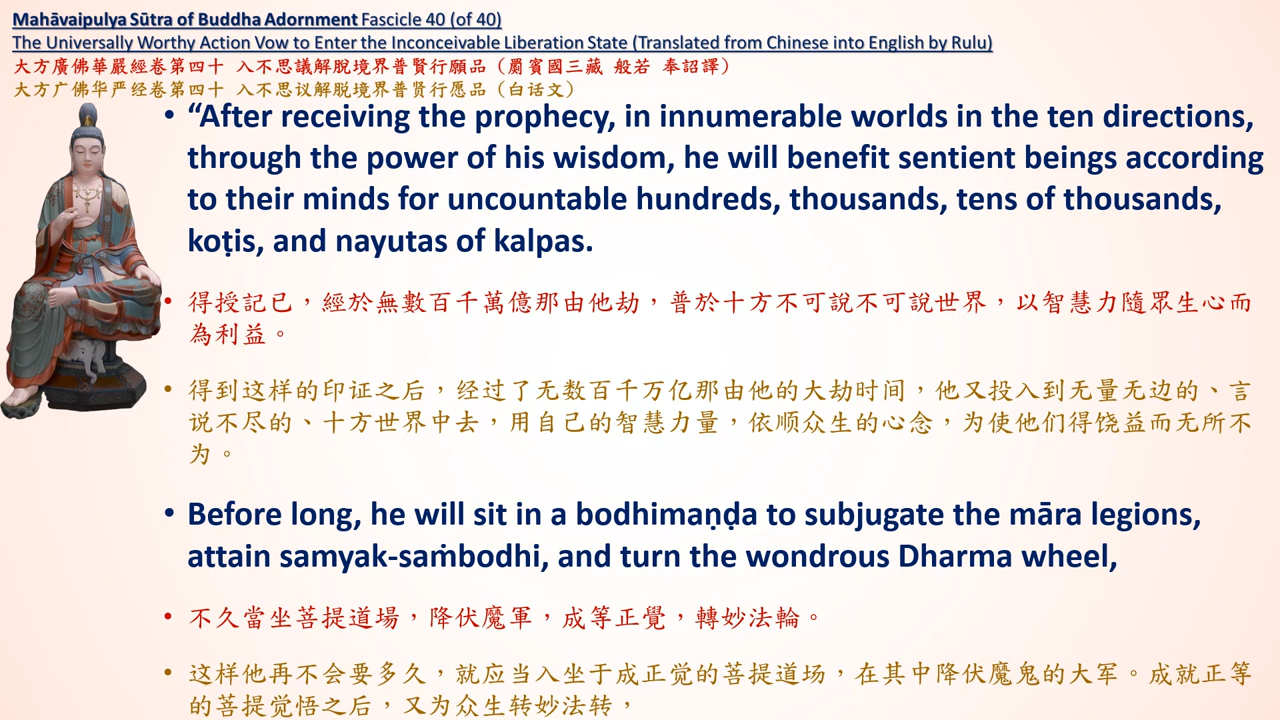 Mahāvaipulya Sūtra of Buddha Adornment Fascicle 40 (of 40)
The Universally Worthy Action Vow to Enter the Inconceivable Liberation State (Translated from Chinese into English by Rulu)
大方廣佛華嚴經卷第四十 入不思議解脫境界普賢行願品（罽賓國三藏 般若 奉詔譯）
大方广佛华严经卷第四十 入不思议解脱境界普贤行愿品（白话文）
• “After receiving the prophecy, in innumerable worlds in the ten directions,
through the power of his wisdom, he will benefit sentient beings according
to their minds for uncountable hundreds, thousands, tens of thousands,
koṭis, and nayutas of kalpas.
• 得授記已，經於無數百千萬億那由他劫，普於十方不可說不可說世界，以智慧力隨眾生心而
為利益。
• 得到这样的印证之后，经过了无数百千万亿那由他的大劫时间，他又投入到无量无边的、言
说不尽的、十方世界中去，用自己的智慧力量，依顺众生的心念，为使他们得饶益而无所不
为。
• Before long, he will sit in a bodhimaṇḍa to subjugate the māra legions,
attain samyak-saṁbodhi, and turn the wondrous Dharma wheel,
• 不久當坐菩提道場，降伏魔軍，成等正覺，轉妙法輪。
• 这样他再不会要多久，就应当入坐于成正觉的菩提道场，在其中降伏魔鬼的大军。成就正等
的菩提觉悟之后，又为众生转妙法转，